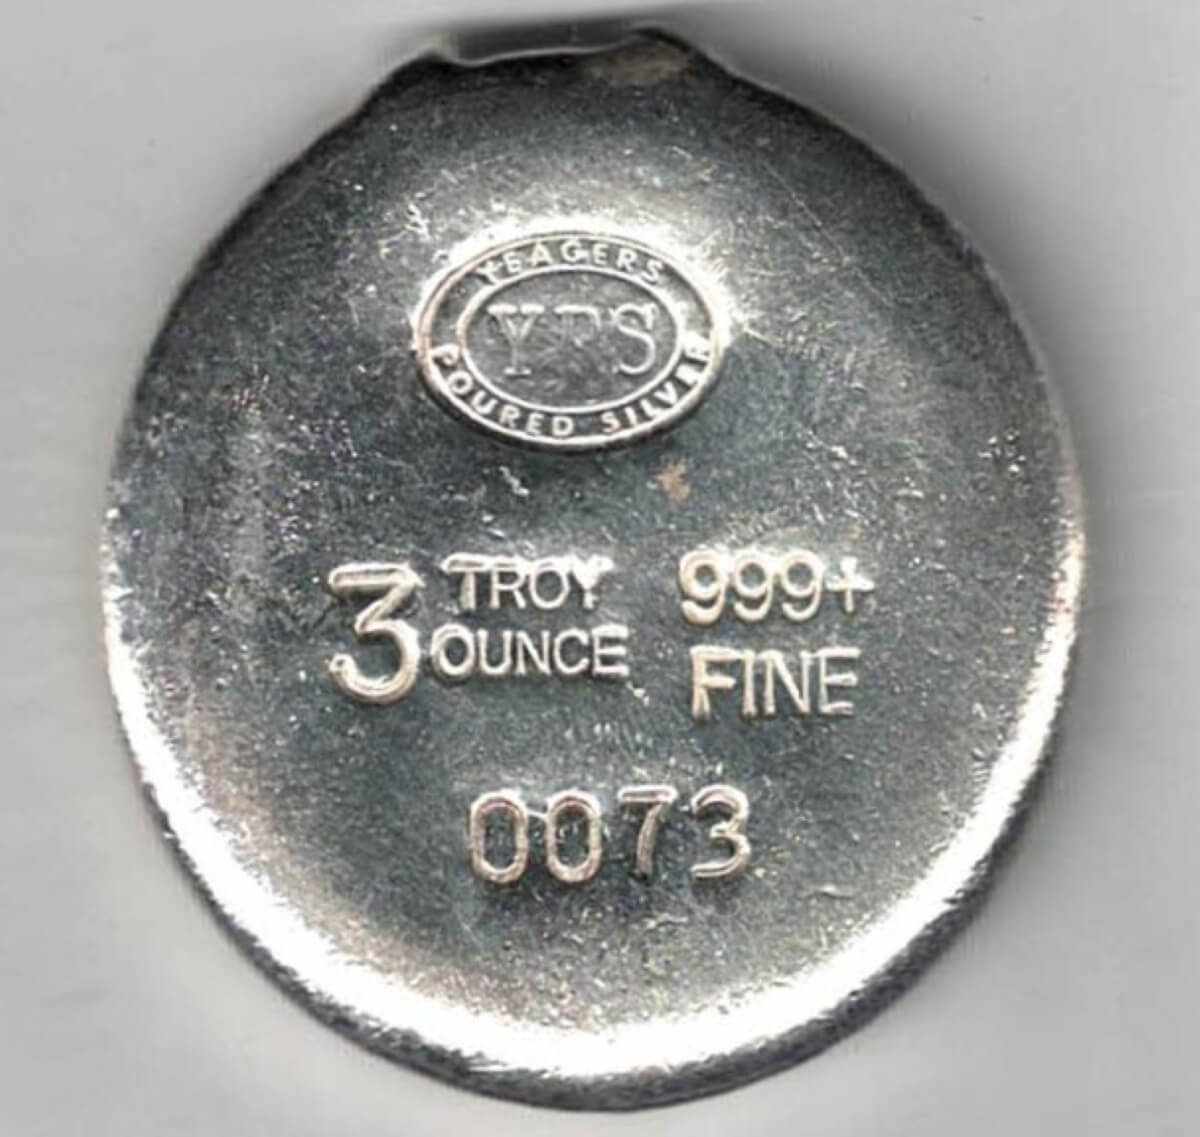 YEAGERS
YPS
POURED SILVER
3 TROY OUNCE
999+ FINE
0073